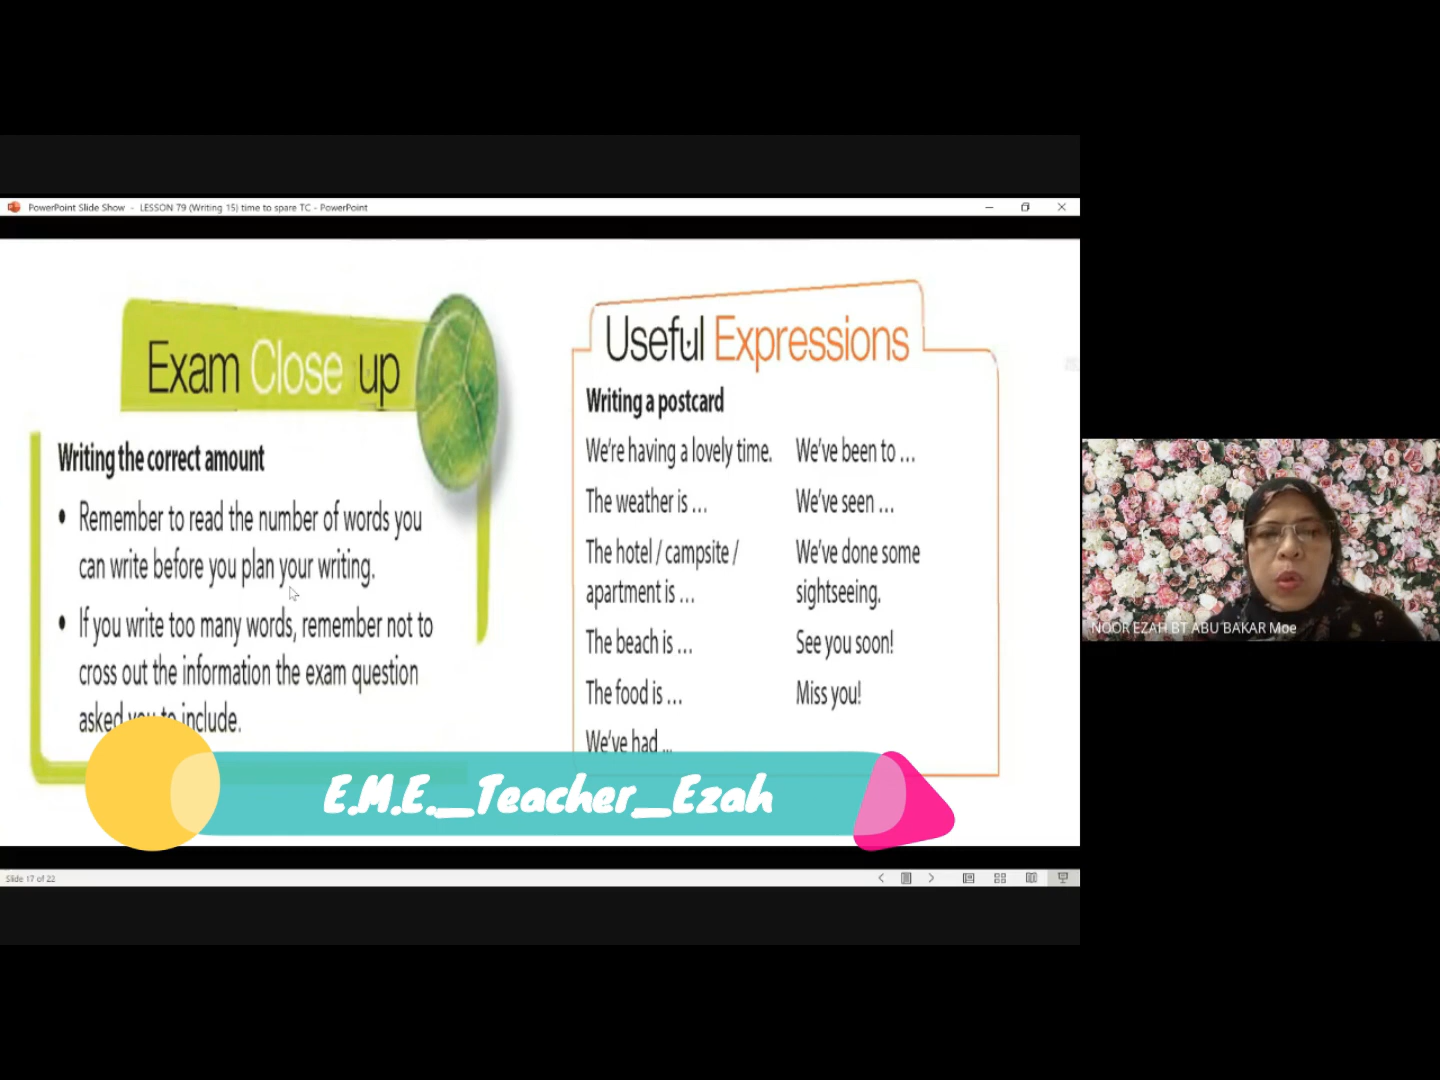 PowerPoint Slide Show - LESSON 79 (Writing 15) time to spare TC - PowerPoint
Exam Close up
Writing the correct amount
• Remember to read the number of words you
can write before you plan your writing.
• If you write too many words, remember not to
cross out the information the exam question
asked you to include.
Useful Expressions
Writing a postcard
We're having a lovely time.
The weather is ...
The hotel / campsite /
apartment is ...
The beach is ...
The food is ...
We've had ...
We've been to ...
We've seen ...
We've done some
sightseeing.
See you soon!
Miss you!
E.M.E._Teacher_Ezah
NOOR EZAH BT ABU BAKAR Moe
Slide 17 of 22